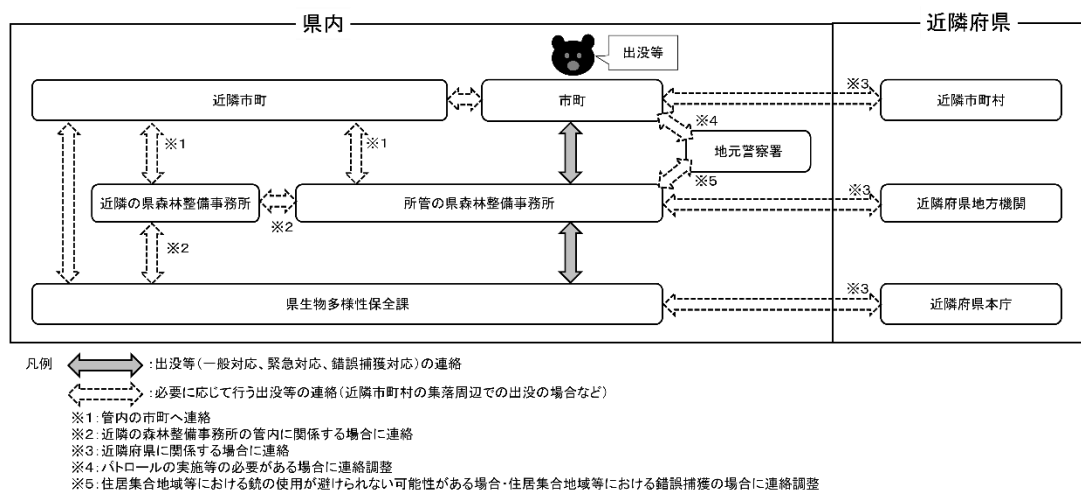 県内
近隣府県
出没等
近隣市町
市町
※3
近隣市町村
※4
※1
※1
地元警察署
※5
近隣の県森林整備事務所
所管の県森林整備事務所
※3
近隣府県地方機関
※2
※2
県生物多様性保全課
※3
近隣府県本庁
凡例
:出没等(一般対応、緊急対応、錯誤捕獲対応)の連絡
:必要に応じて行う出没等の連絡(近隣市町村の集落周辺での出没の場合など)
※1:管内の市町へ連絡
※2:近隣の森林整備事務所の管内に関係する場合に連絡
※3:近隣府県に関係する場合に連絡
※4:パトロールの実施等の必要がある場合に連絡調整
※5:住居集合地域等における銃の使用が避けられない可能性がある場合・住居集合地域等における錯誤捕獲の場合に連絡調整